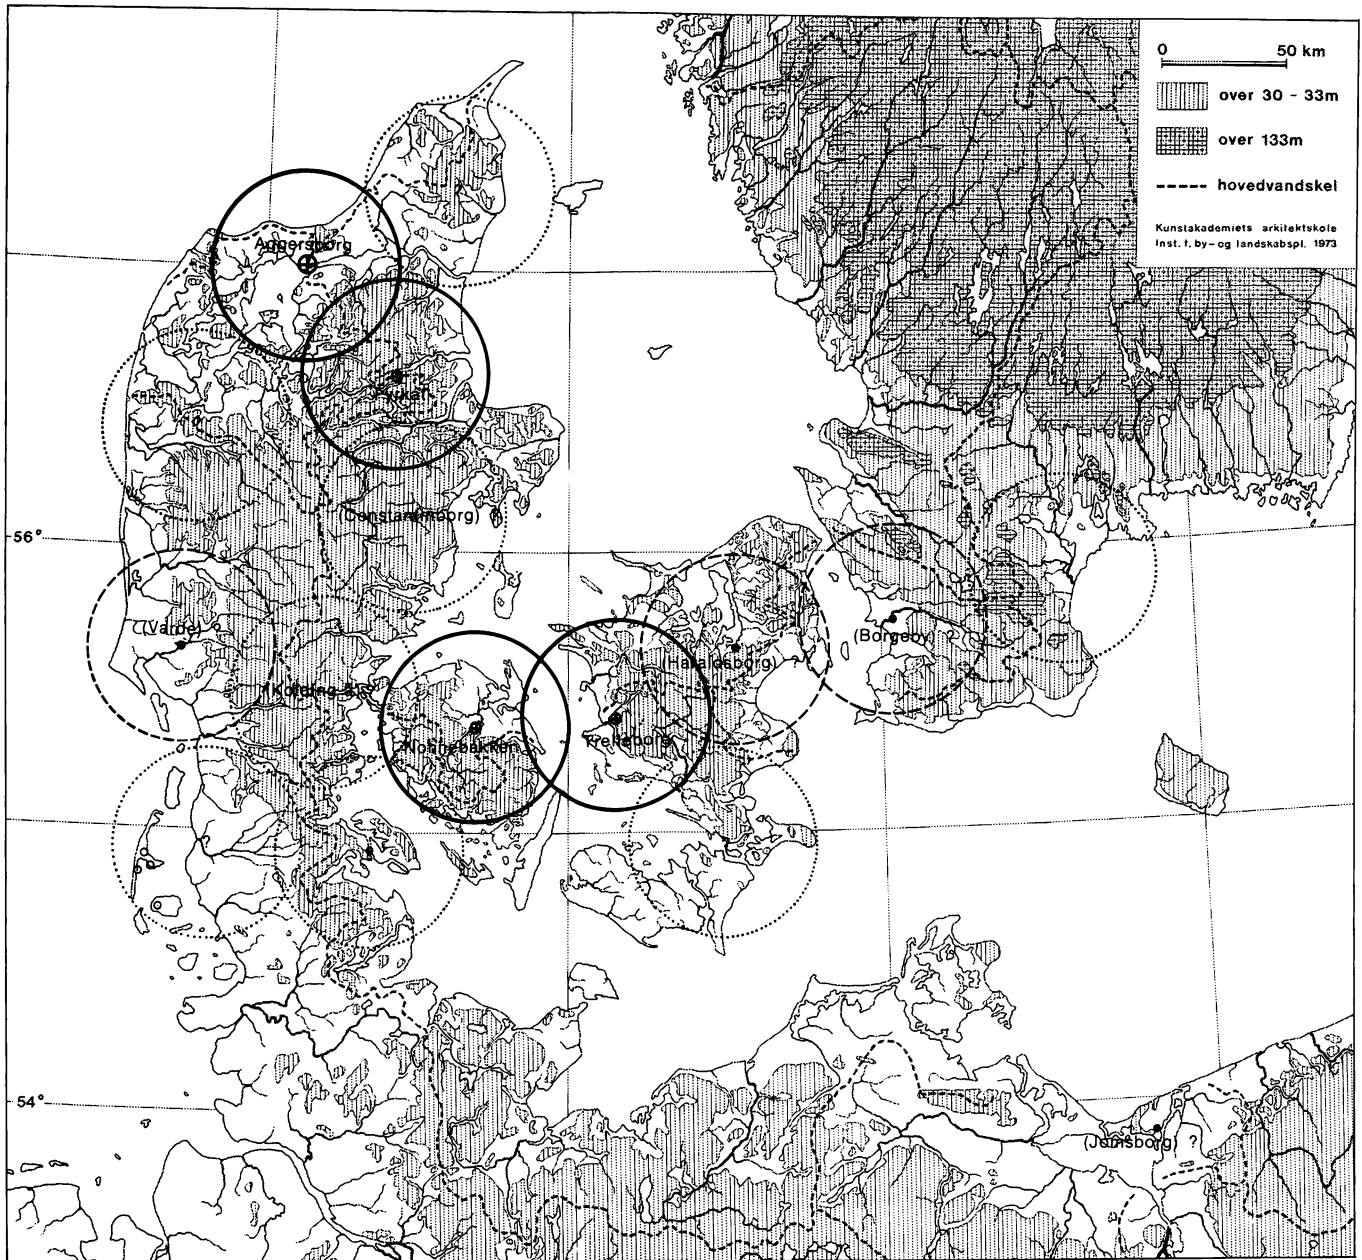 0 50 km
over 30 - 33m
over 133m
hovedvandskel
Kunstakademiets arkitektskole
Inst. f. by- og landskabspl. 1973
Aggersborg
Fyrkat
(Constantinborg) ?
56°
(Varde) ?
(Borgeby) ?
(Haraldsborg) ?
(Kolding å) ?
Nonnebakken
Trelleborg
?
54°
(Jomsborg) ?